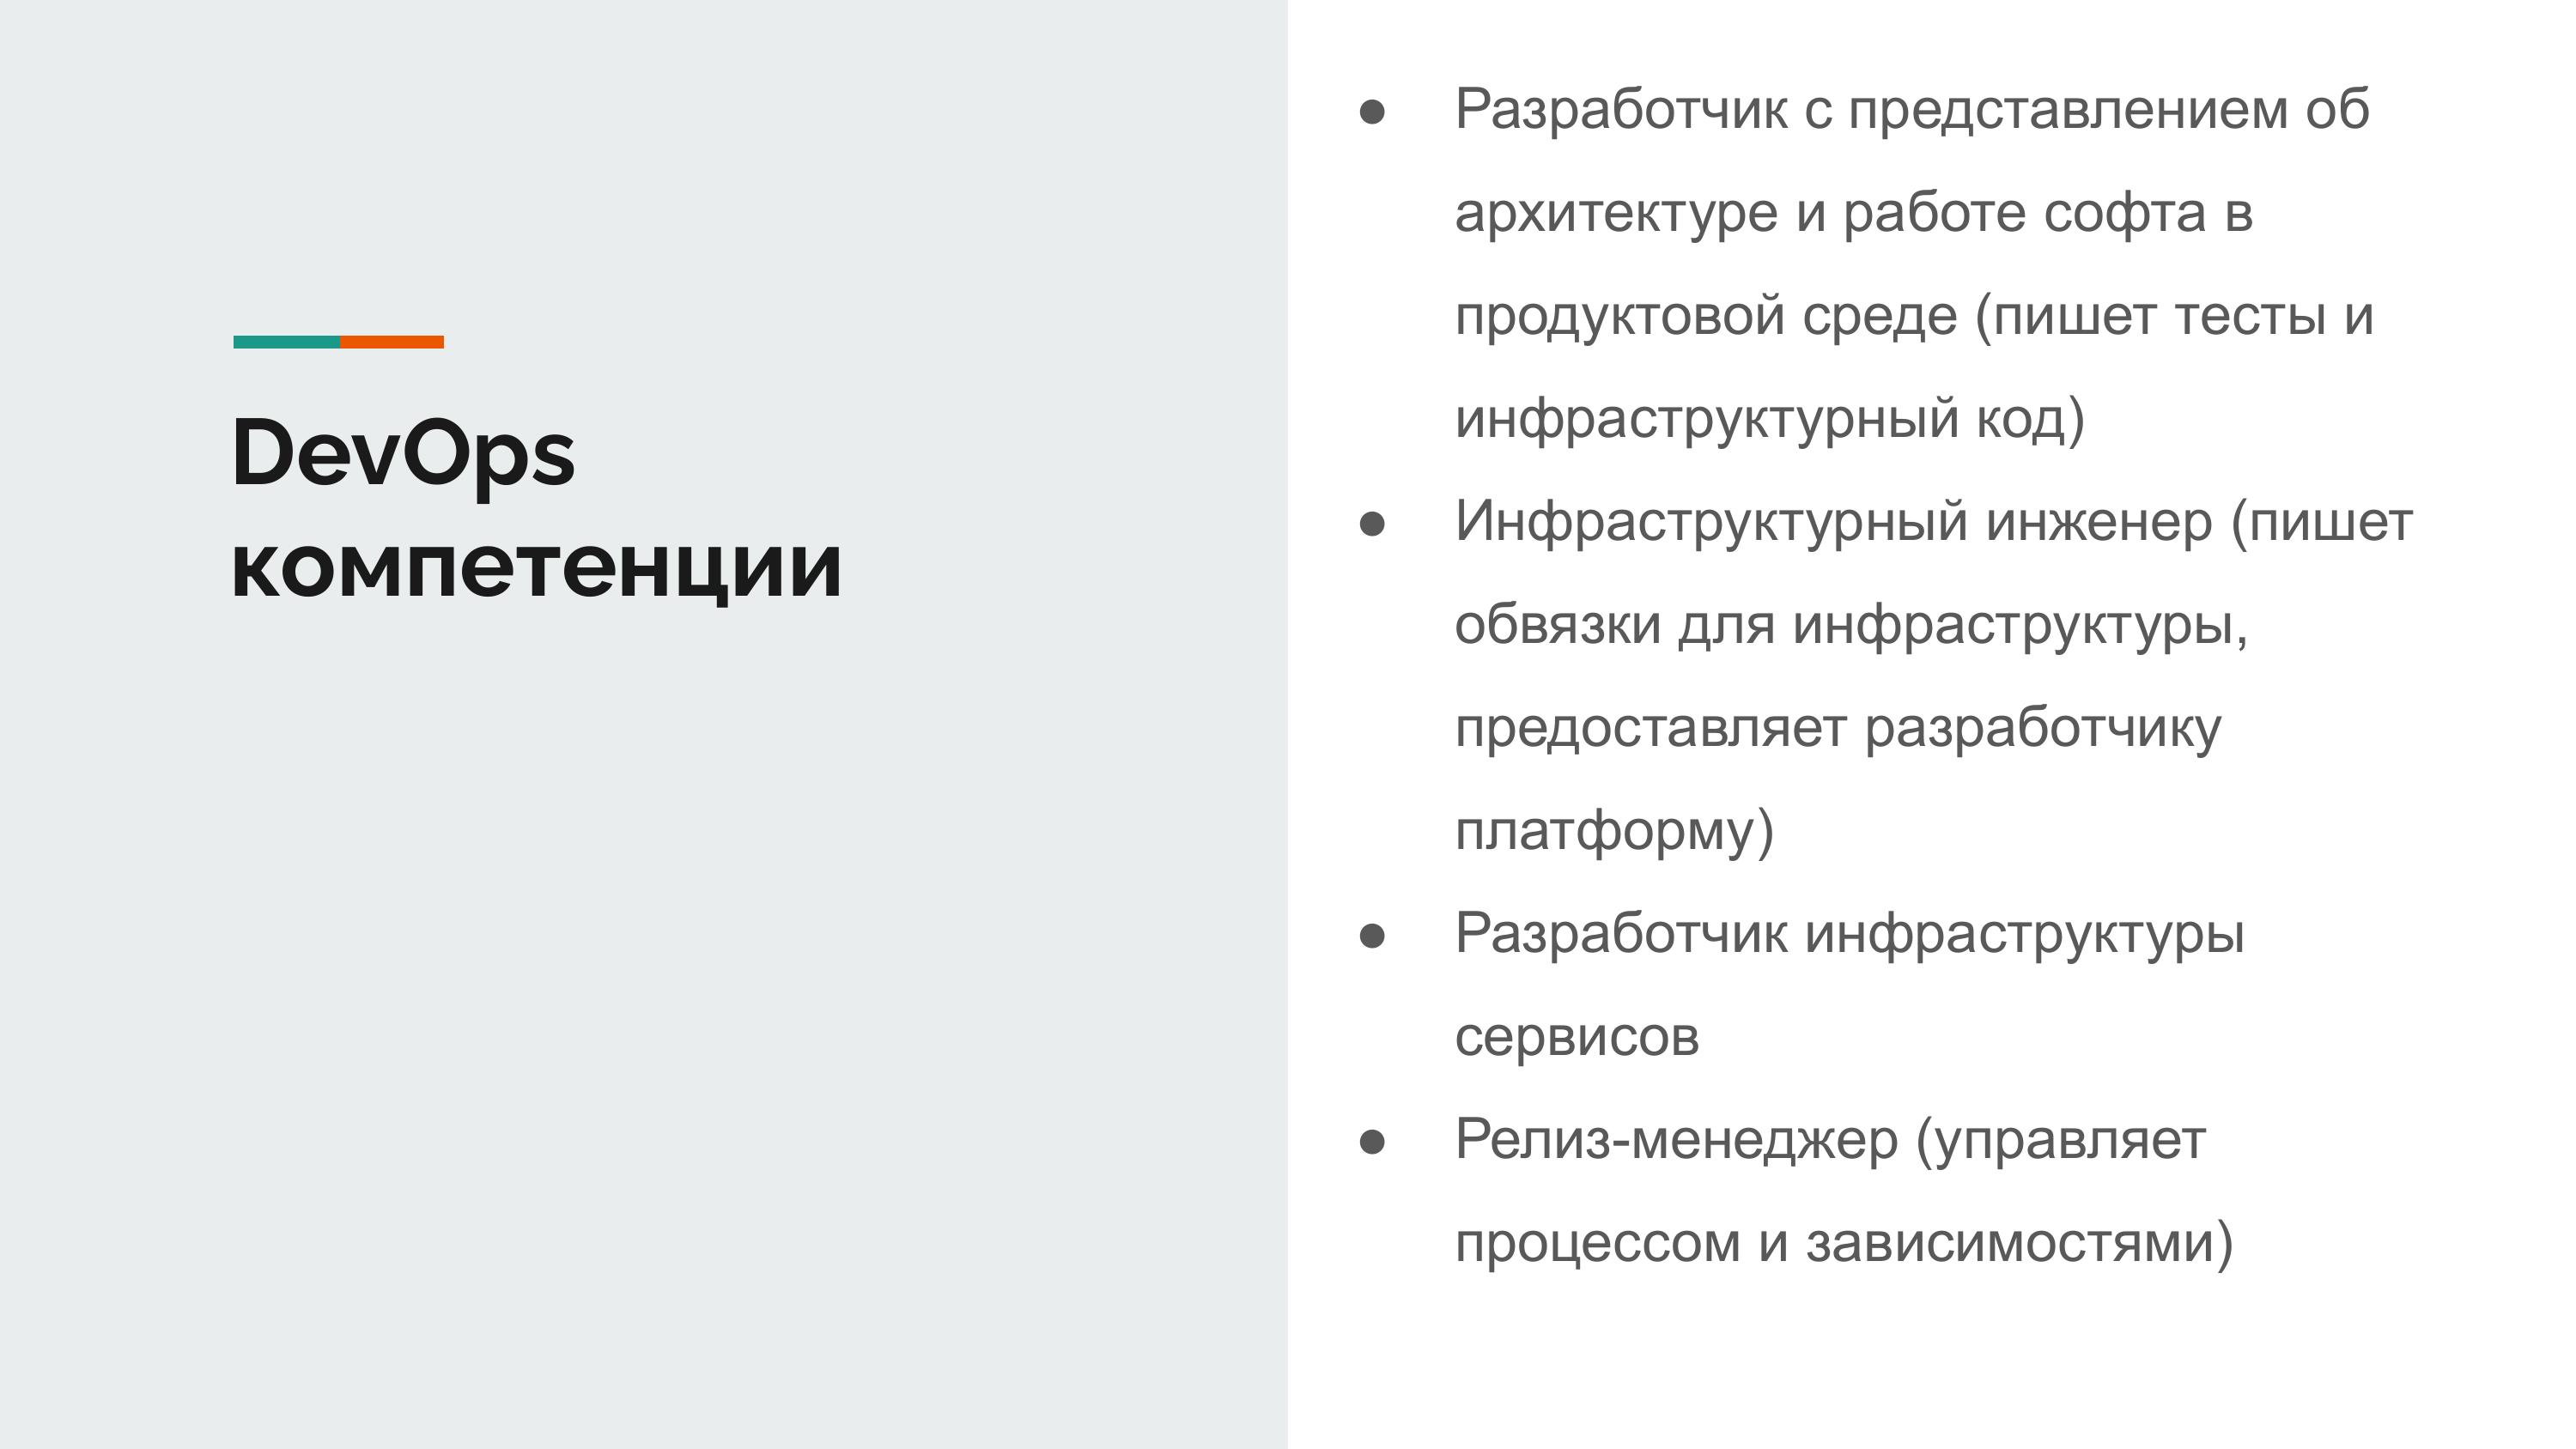 DevOps
компетенции
● Разработчик с представлением об
архитектуре и работе софта в
продуктовой среде (пишет тесты и
инфраструктурный код)
● Инфраструктурный инженер (пишет
обвязки для инфраструктуры,
предоставляет разработчику
платформу)
● Разработчик инфраструктуры
сервисов
● Релиз-менеджер (управляет
процессом и зависимостями)